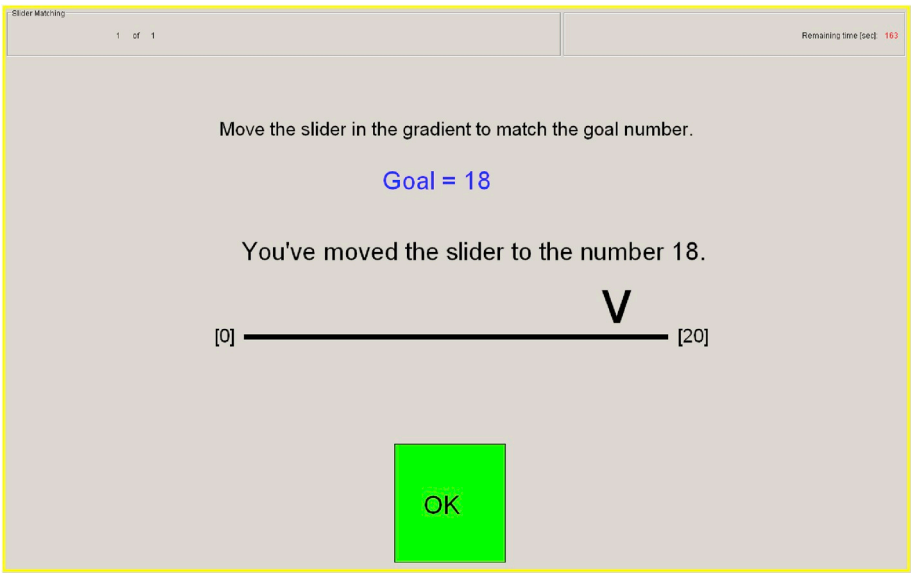 Slider Matching
1 of 1
Remaining time [sec]: 163
Move the slider in the gradient to match the goal number.
Goal = 18
You've moved the slider to the number 18.
V
[0] [20]
OK